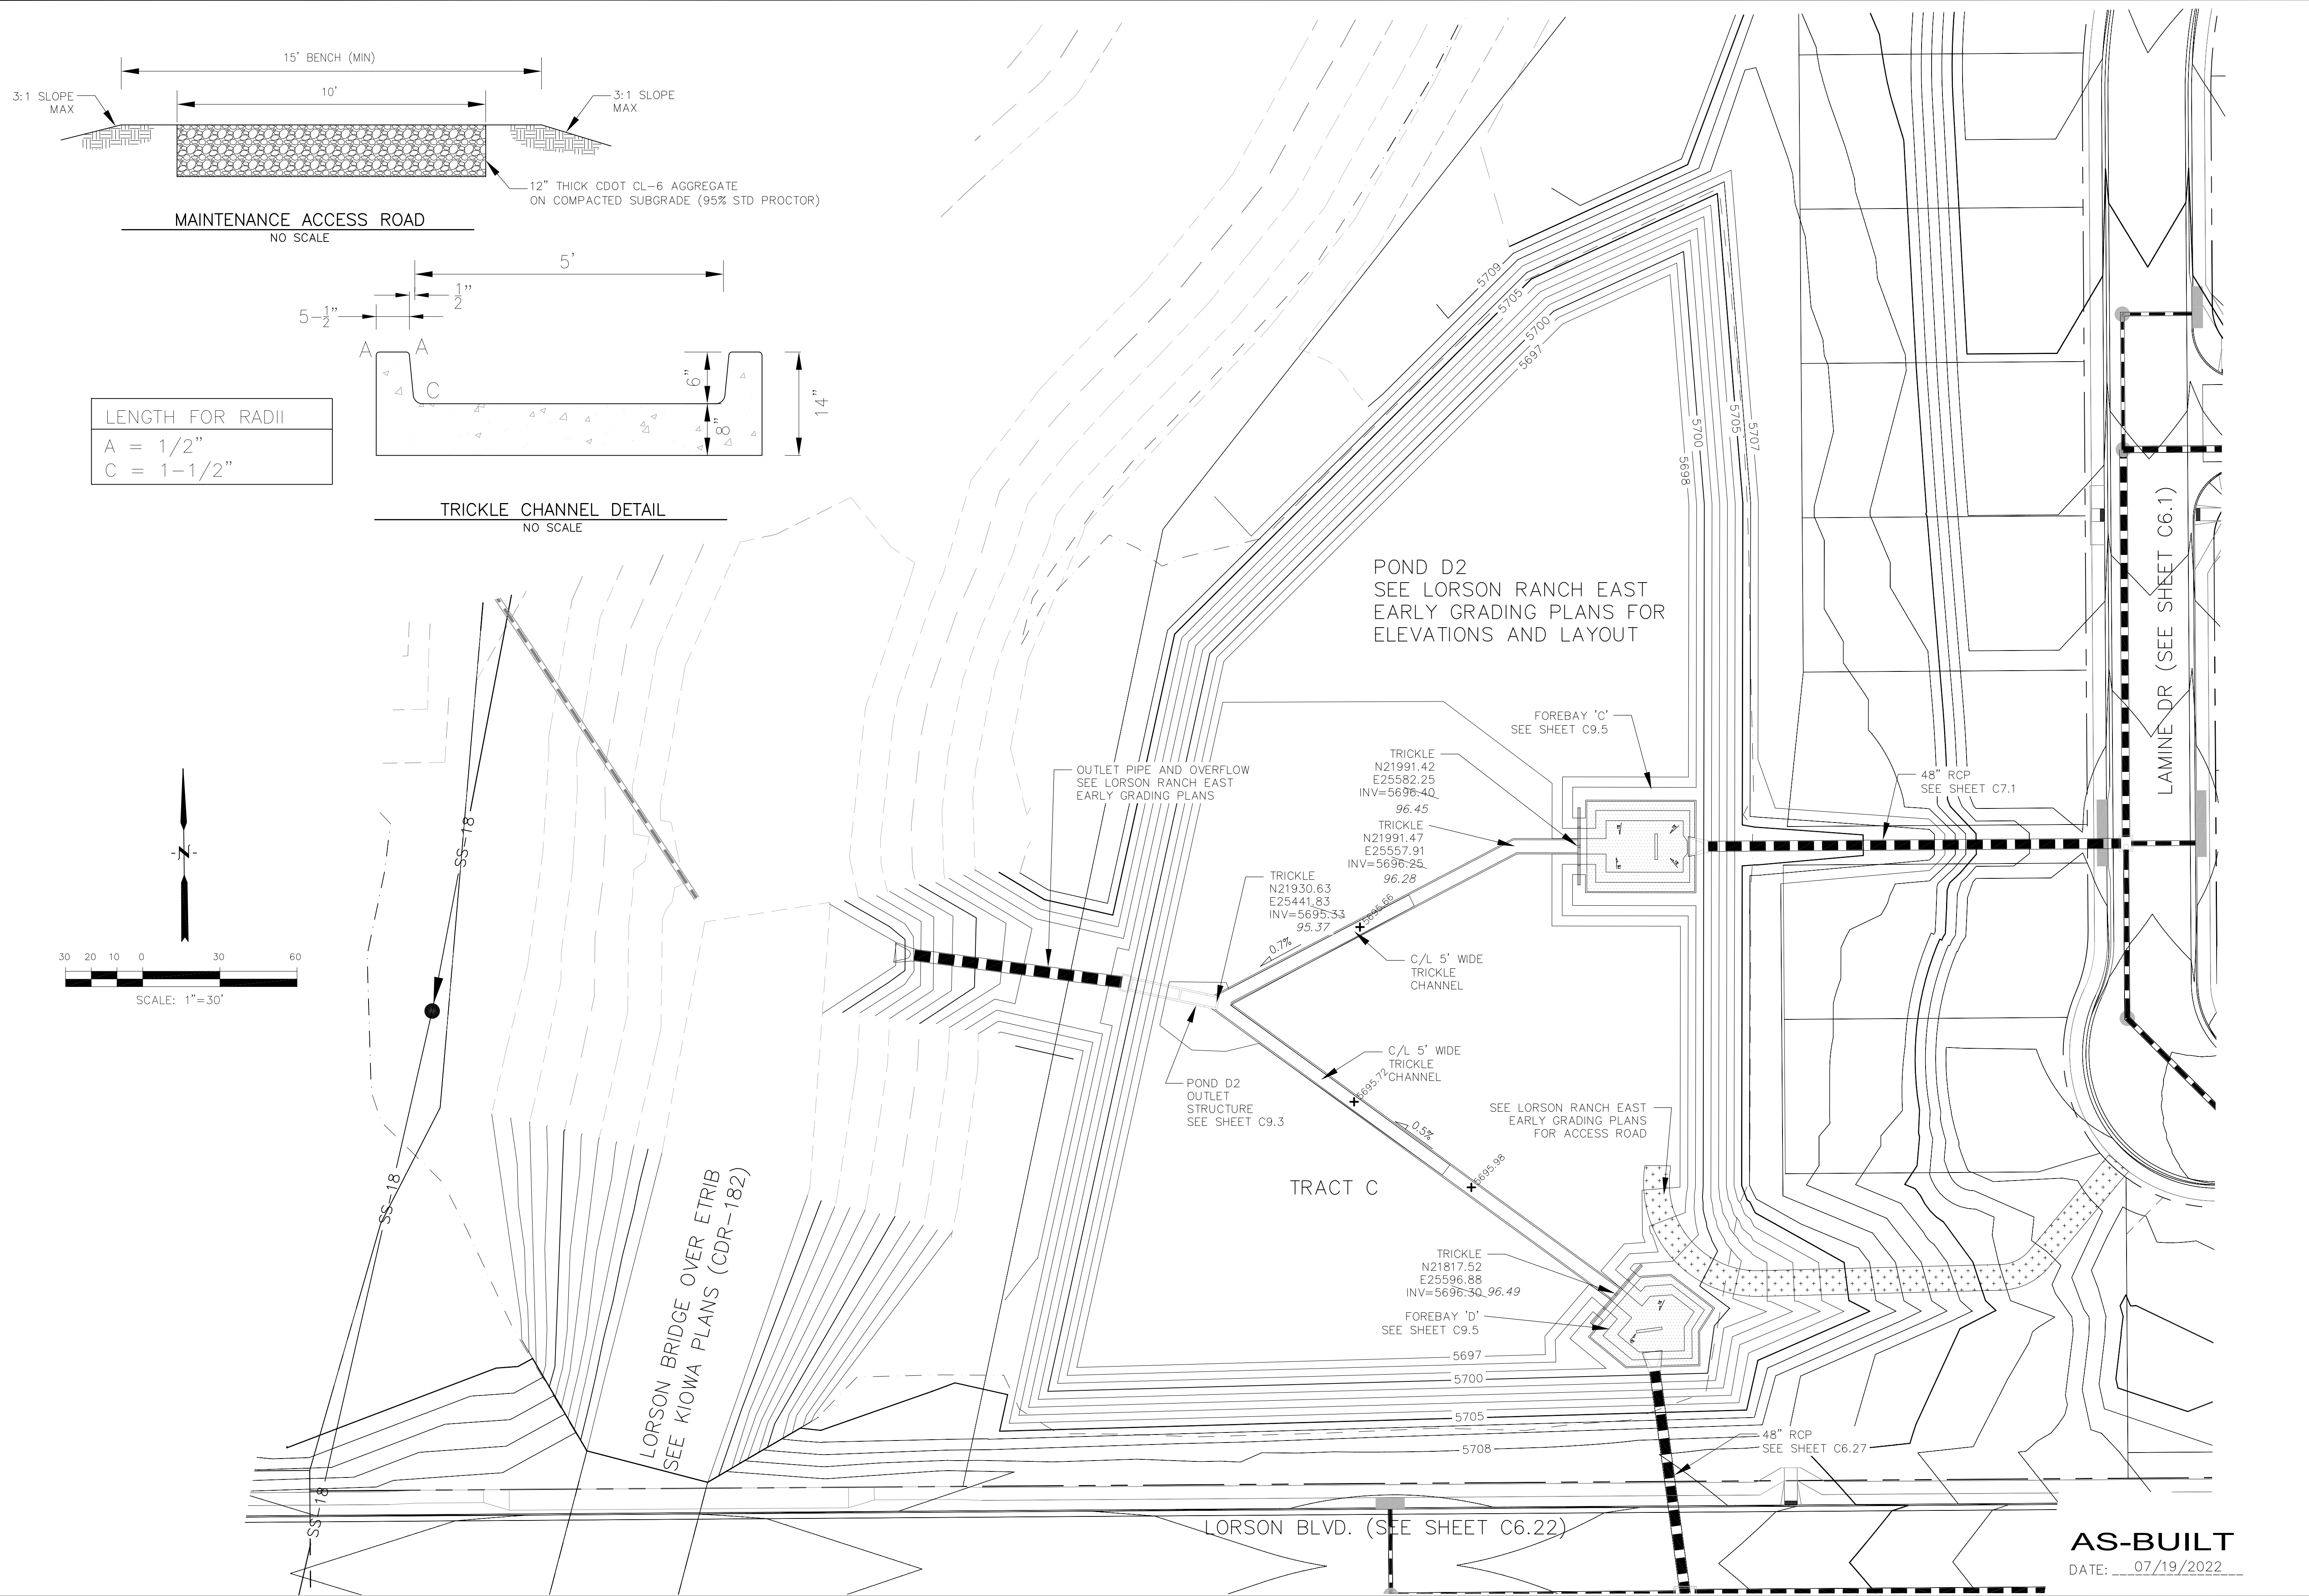 15' BENCH (MIN)
10'
3:1 SLOPE
MAX
3:1 SLOPE
MAX
12" THICK CDOT CL-6 AGGREGATE
ON COMPACTED SUBGRADE (95% STD PROCTOR)
MAINTENANCE ACCESS ROAD
NO SCALE
5'
1/2"
5-1/2"
A
A
C
6"
8"
14"
LENGTH FOR RADII
A = 1/2"
C = 1-1/2"
TRICKLE CHANNEL DETAIL
NO SCALE
N
30 20 10 0 30 60
SCALE: 1"=30'
SS-18
SS-18
SS-18
LORSON BRIDGE OVER ETRIB
SEE KIOWA PLANS (CDR-182)
5709
5705
5700
5697
5700
5705
5707
5698
POND D2
SEE LORSON RANCH EAST
EARLY GRADING PLANS FOR
ELEVATIONS AND LAYOUT
FOREBAY 'C'
SEE SHEET C9.5
TRICKLE
N21991.42
E25582.25
INV=5696.40
96.45
TRICKLE
N21991.47
E25557.91
INV=5696.25
96.28
TRICKLE
N21930.63
E25441.83
INV=5695.33
95.37
OUTLET PIPE AND OVERFLOW
SEE LORSON RANCH EAST
EARLY GRADING PLANS
48" RCP
SEE SHEET C7.1
LAMINE DR (SEE SHEET C6.1)
5695.66
0.7%
C/L 5' WIDE
TRICKLE
CHANNEL
C/L 5' WIDE
TRICKLE
CHANNEL
5695.72
POND D2
OUTLET
STRUCTURE
SEE SHEET C9.3
0.5%
5695.98
SEE LORSON RANCH EAST
EARLY GRADING PLANS
FOR ACCESS ROAD
TRACT C
TRICKLE
N21817.52
E25596.88
INV=5696.30 96.49
FOREBAY 'D'
SEE SHEET C9.5
5697
5700
5705
5708
48" RCP
SEE SHEET C6.27
LORSON BLVD. (SEE SHEET C6.22)
AS-BUILT
DATE: 07/19/2022